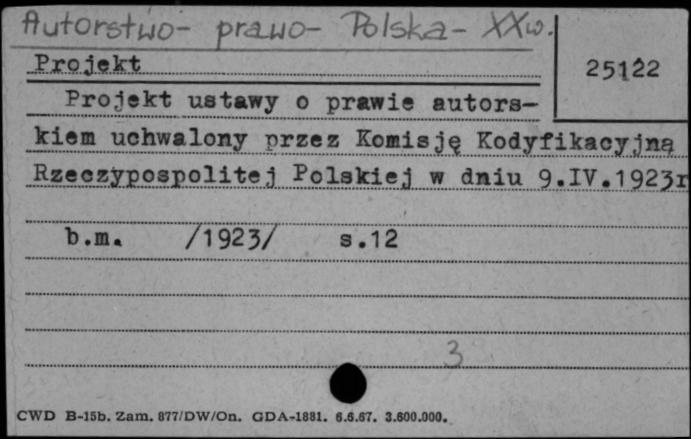 Autorstwo - prawo - Polska - XXw.
Projekt
25122
Projekt ustawy o prawie autors-
kiem uchwalony przez Komisję Kodyfikacyjną
Rzeczypospolitej Polskiej w dniu 9.IV.1923r
b.m. /1923/ s.12
3
CWD B-15b. Zam. 877/DW/On. GDA-1881. 6.6.67. 3.600.000.